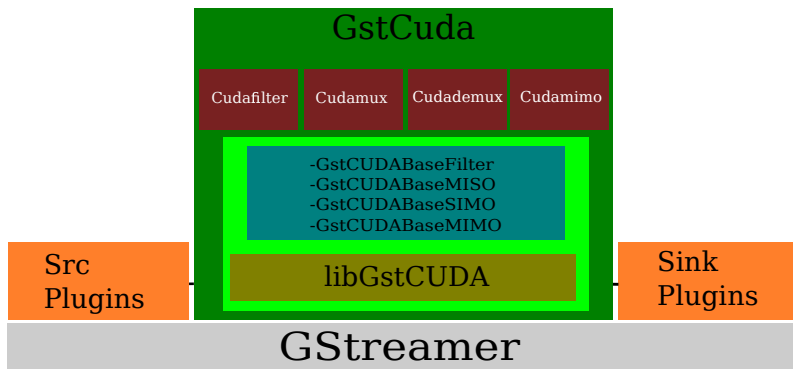 GstCuda
Cudafilter
Cudamux
Cudademux
Cudamimo
-GstCUDABaseFilter
-GstCUDABaseMISO
-GstCUDABaseSIMO
-GstCUDABaseMIMO
Src
Plugins
libGstCUDA
Sink
Plugins
GStreamer